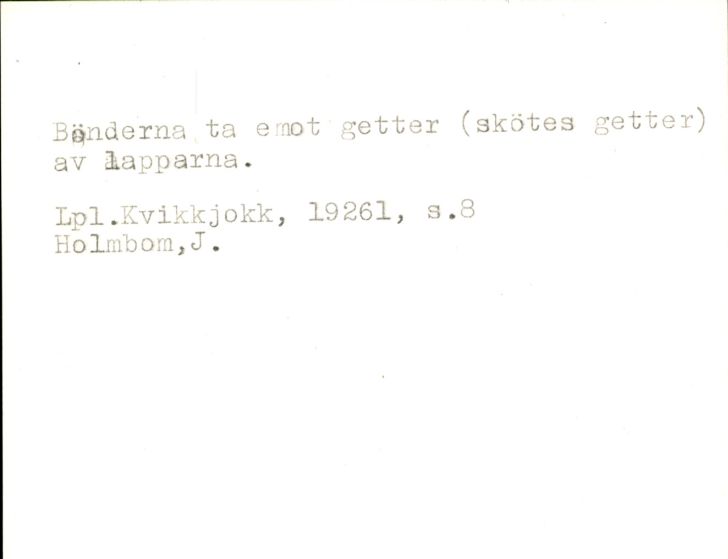 Bönderna ta emot getter (skötes getter)
av lapparna.
Lpl.Kvikkjokk, 19261, s.8
Holmbom,J.